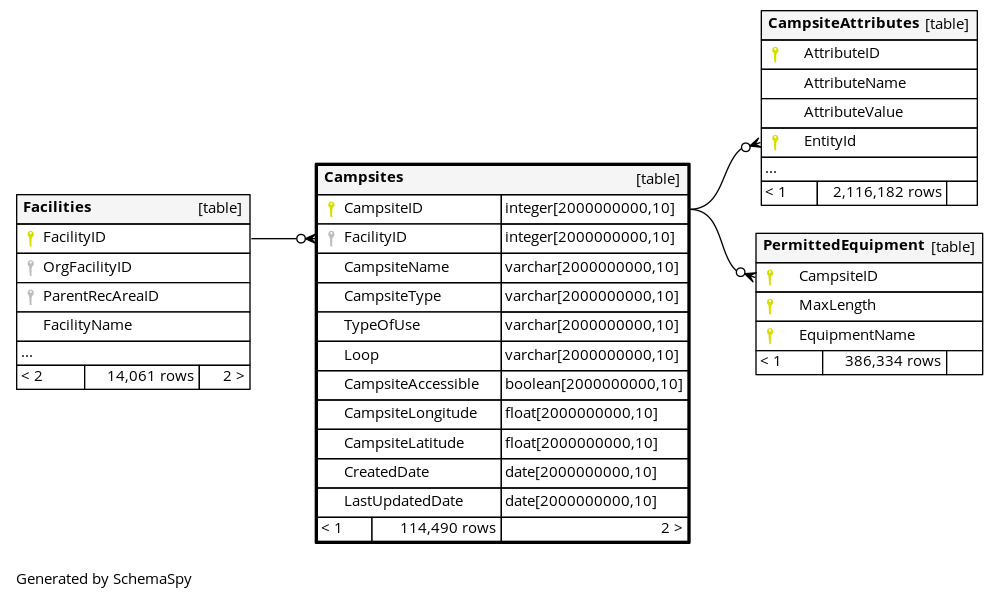 CampsiteAttributes [table]
AttributeID
AttributeName
AttributeValue
EntityId
...
< 1 2,116,182 rows
Campsites [table]
CampsiteID integer[2000000000,10]
FacilityID integer[2000000000,10]
CampsiteName varchar[2000000000,10]
CampsiteType varchar[2000000000,10]
TypeOfUse varchar[2000000000,10]
Loop varchar[2000000000,10]
CampsiteAccessible boolean[2000000000,10]
CampsiteLongitude float[2000000000,10]
CampsiteLatitude float[2000000000,10]
CreatedDate date[2000000000,10]
LastUpdatedDate date[2000000000,10]
< 1 114,490 rows 2 >
Facilities [table]
FacilityID
OrgFacilityID
ParentRecAreaID
FacilityName
...
< 2 14,061 rows 2 >
PermittedEquipment [table]
CampsiteID
MaxLength
EquipmentName
< 1 386,334 rows
Generated by SchemaSpy